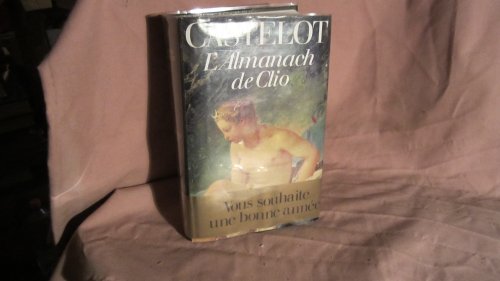 CASTELOT
L'Almanach
de Clio
Vous souhaite
une bonne année